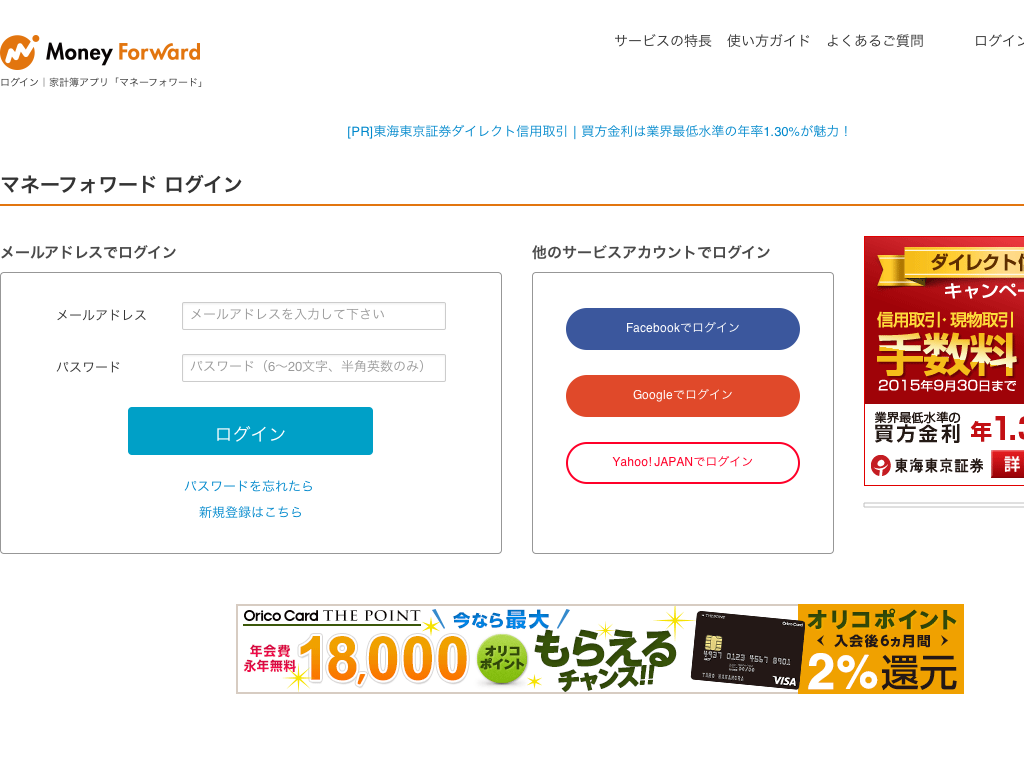 Money Forward
ログイン｜家計簿アプリ「マネーフォワード」
サービスの特長 使い方ガイド よくあるご質問 ログイン
[PR]東海東京証券ダイレクト信用取引｜買方金利は業界最低水準の年率1.30%が魅力！
マネーフォワード ログイン
メールアドレスでログイン
メールアドレス メールアドレスを入力して下さい
パスワード パスワード（6〜20文字、半角英数のみ）
ログイン
パスワードを忘れたら
新規登録はこちら
他のサービスアカウントでログイン
Facebookでログイン
Googleでログイン
Yahoo! JAPANでログイン
ダイレクト信
キャンペー
信用取引・現物取引
手数料
2015年9月30日まで
業界最低水準の
買方金利 年1.3
東海東京証券 詳
Orico Card THE POINT
今なら最大
年会費
永年無料
18,000
オリコ
ポイント
もらえる
チャンス!!
THE POINT Orico Card
4937 0123 4567 8901
TARO NAKAMURA
VISA
オリコポイント
入会後6ヵ月間
2%還元